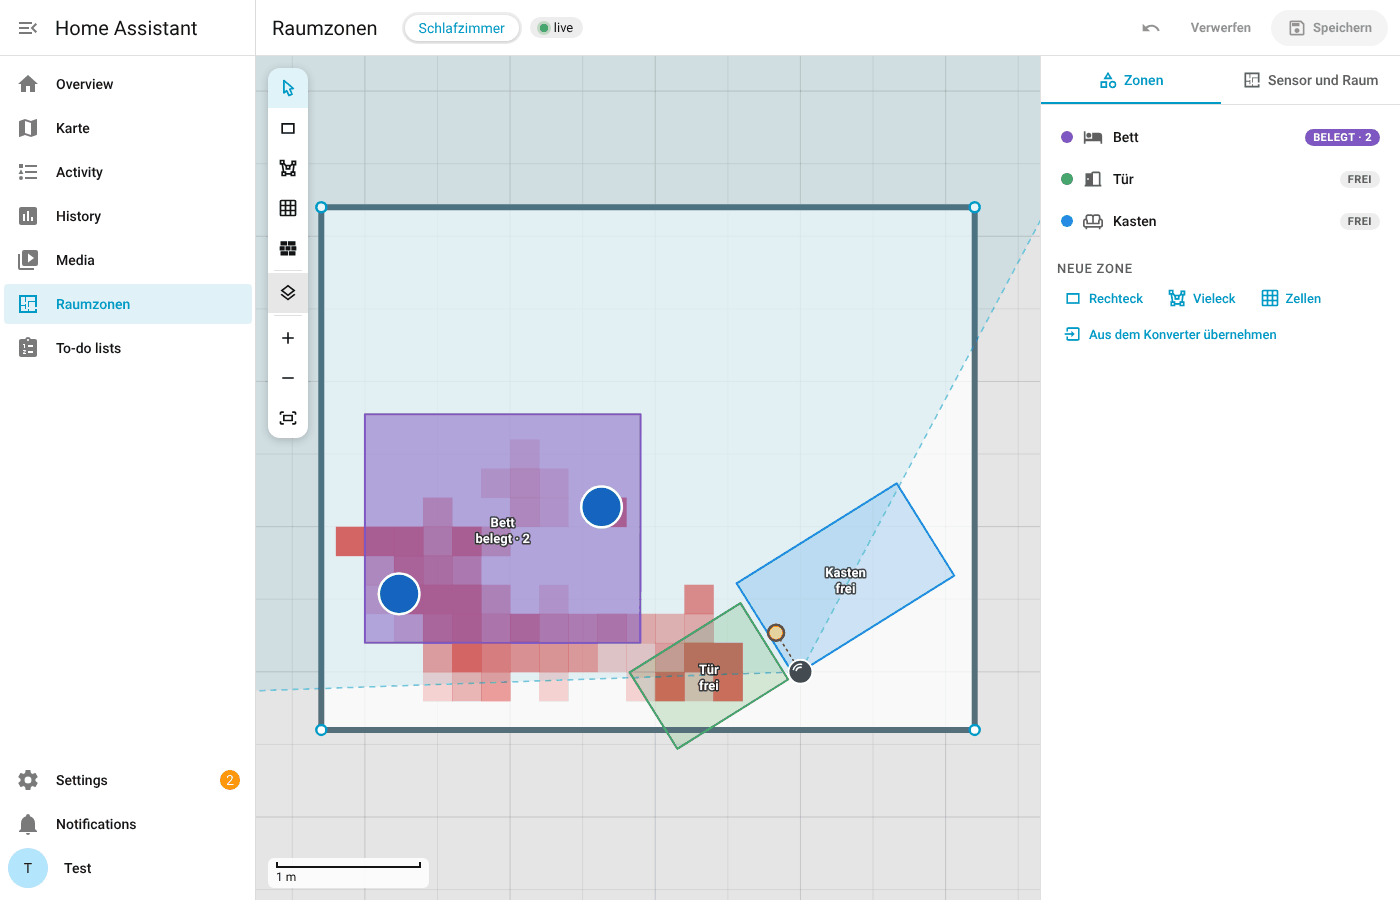 Home Assistant
Raumzonen
Schlafzimmer
live
Verwerfen
Speichern
Overview
Karte
Activity
History
Media
Raumzonen
To-do lists
Settings
2
Notifications
T
Test
Bett
belegt · 2
Kasten
frei
Tür
frei
1 m
Zonen
Sensor und Raum
Bett
BELEGT · 2
Tür
FREI
Kasten
FREI
NEUE ZONE
Rechteck
Vieleck
Zellen
Aus dem Konverter übernehmen